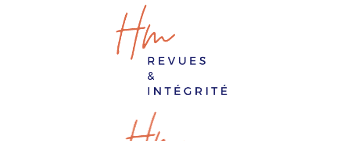 Hm
REVUES
&
INTÉGRITÉ